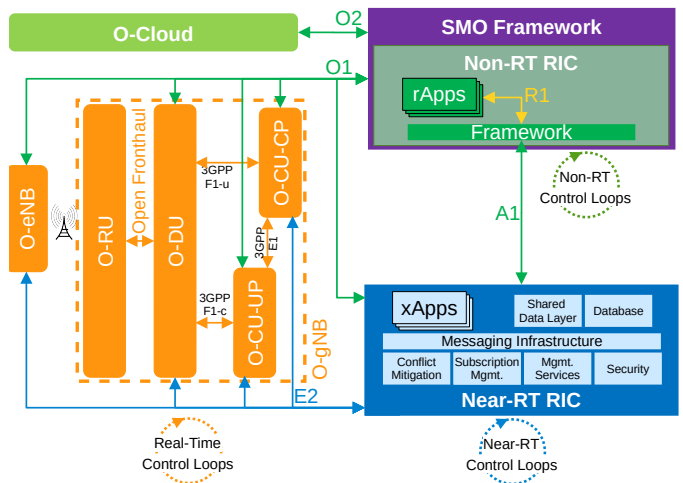 O-Cloud
O2
SMO Framework
Non-RT RIC
O1
rApps
R1
Framework
Non-RT
Control Loops
A1
O-eNB
O-RU
Open Fronthaul
O-DU
3GPP
F1-u
O-CU-CP
3GPP
E1
3GPP
F1-c
O-CU-UP
O-gNB
xApps
Shared
Data Layer
Database
Messaging Infrastructure
Conflict
Mitigation
Subscription
Mgmt.
Mgmt.
Services
Security
Near-RT RIC
E2
Real-Time
Control Loops
Near-RT
Control Loops